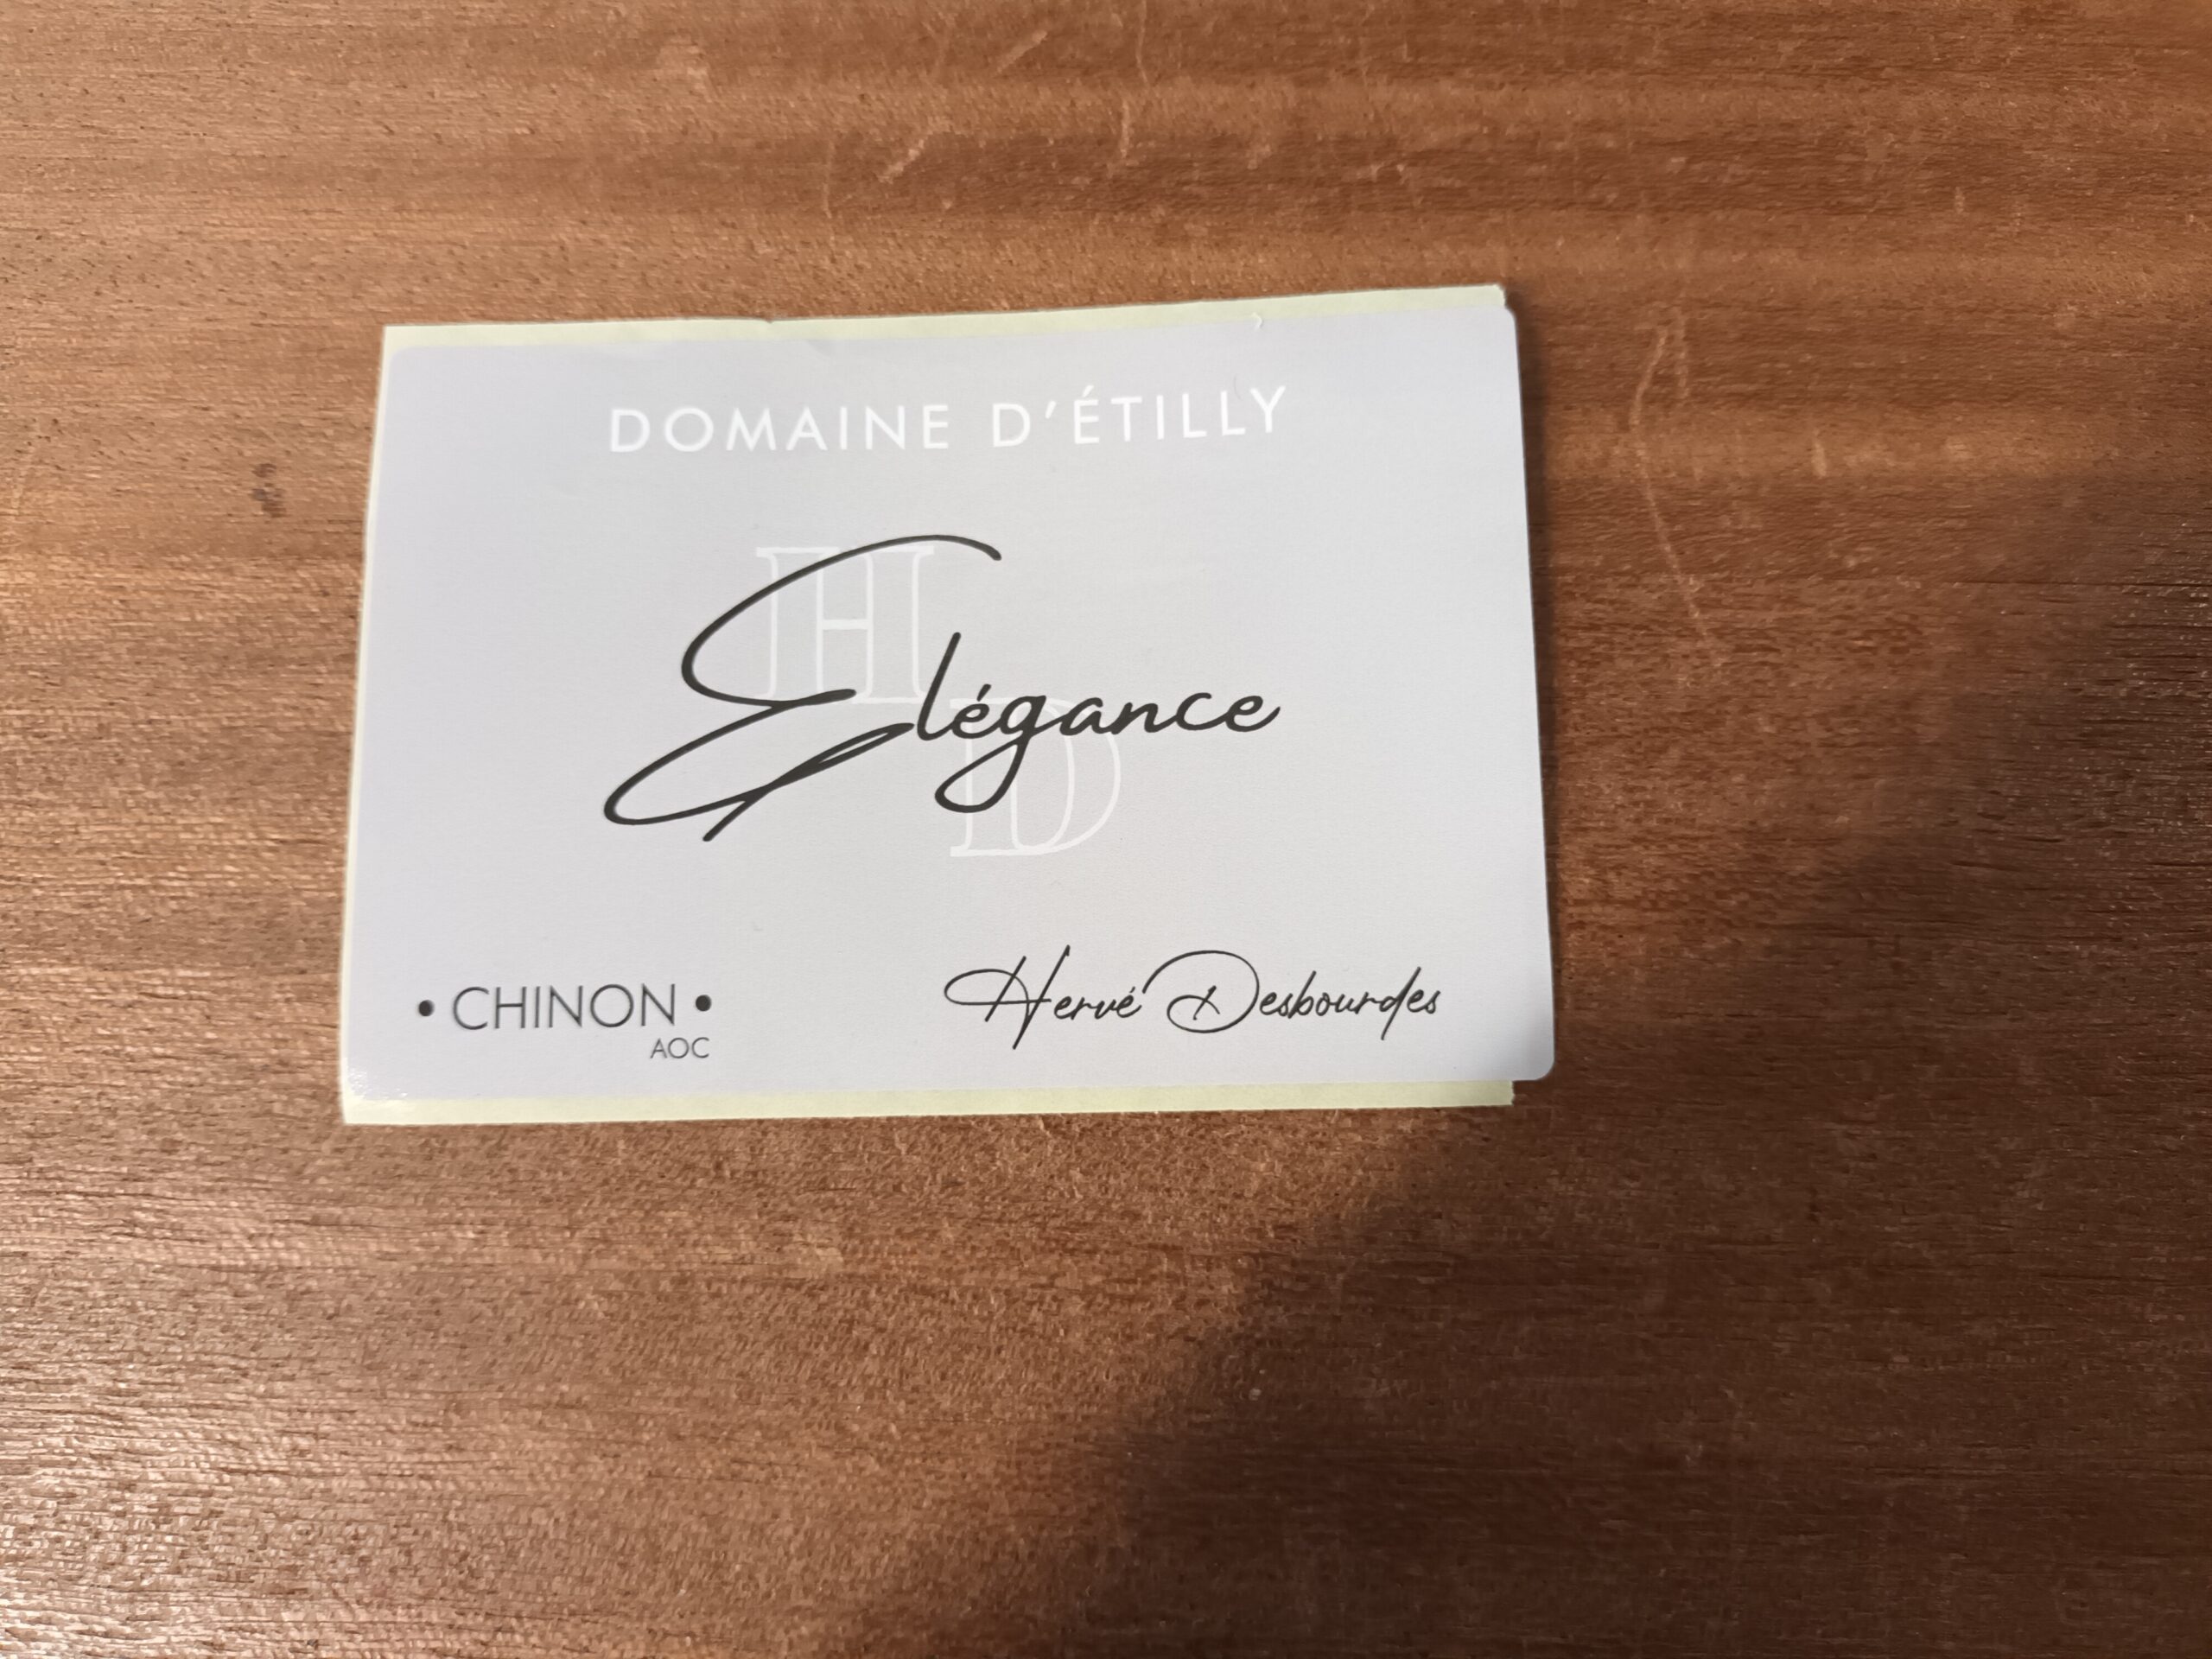 DOMAINE D'ÉTILLY
HD
Elégance
• CHINON •
AOC
Hervé Desbourdes